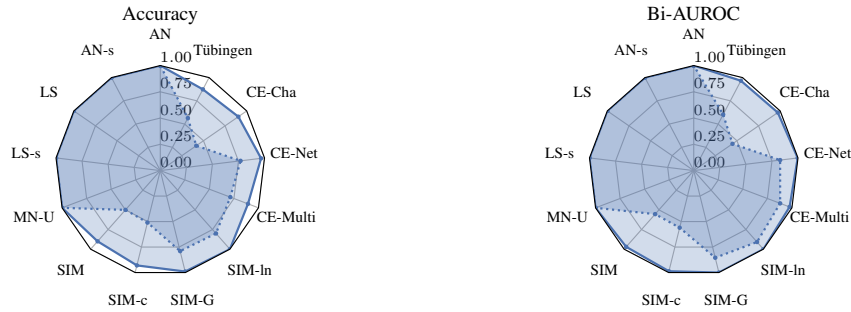 Accuracy
AN
Tübingen
CE-Cha
CE-Net
CE-Multi
SIM-ln
SIM-G
SIM-c
SIM
MN-U
LS-s
LS
AN-s
1.00
0.75
0.50
0.25
0.00
Bi-AUROC
AN
Tübingen
CE-Cha
CE-Net
CE-Multi
SIM-ln
SIM-G
SIM-c
SIM
MN-U
LS-s
LS
AN-s
1.00
0.75
0.50
0.25
0.00